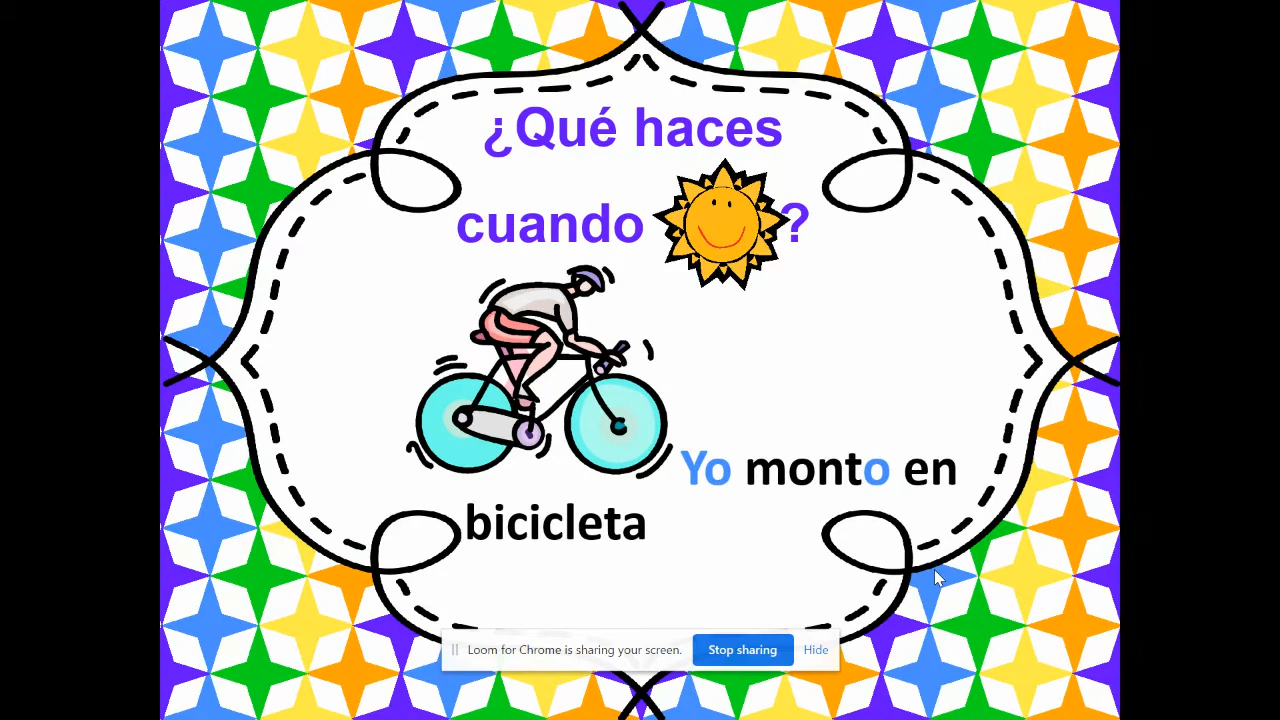 ¿Qué haces
cuando ?
Yo monto en
bicicleta
Loom for Chrome is sharing your screen. Stop sharing Hide